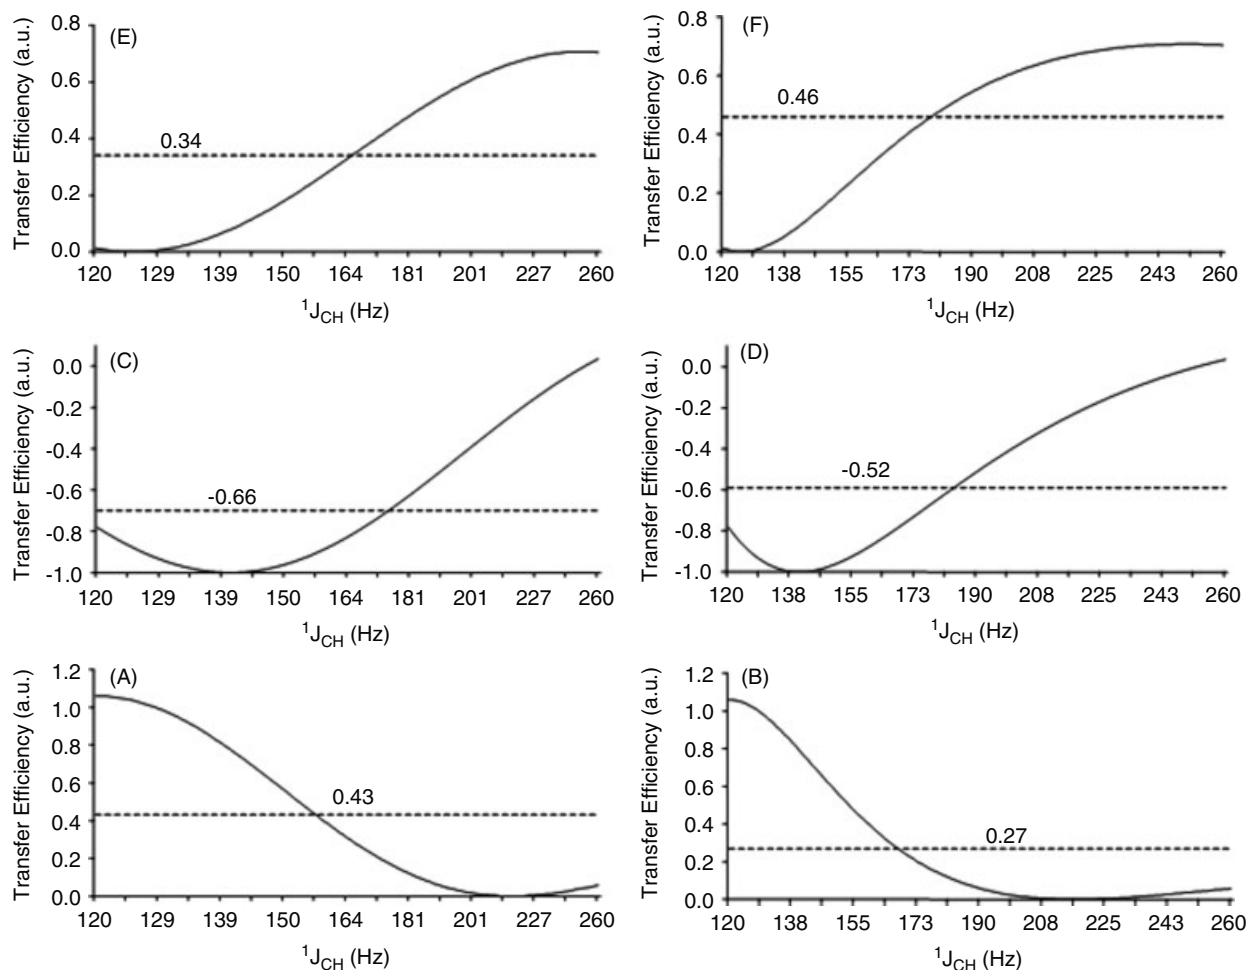 (E)
Transfer Efficiency (a.u.)
0.8
0.6
0.4
0.2
0.0
0.34
120 129 139 150 164 181 201 227 260
¹J_CH (Hz)
(F)
Transfer Efficiency (a.u.)
0.8
0.6
0.4
0.2
0.0
0.46
120 138 155 173 190 208 225 243 260
¹J_CH (Hz)
(C)
Transfer Efficiency (a.u.)
0.0
-0.2
-0.4
-0.6
-0.8
-1.0
-0.66
120 129 139 150 164 181 201 227 260
¹J_CH (Hz)
(D)
Transfer Efficiency (a.u.)
0.0
-0.2
-0.4
-0.6
-0.8
-1.0
-0.52
120 138 155 173 190 208 225 243 260
¹J_CH (Hz)
(A)
Transfer Efficiency (a.u.)
1.2
1.0
0.8
0.6
0.4
0.2
0.0
0.43
120 129 139 150 164 181 201 227 260
¹J_CH (Hz)
(B)
Transfer Efficiency (a.u.)
1.2
1.0
0.8
0.6
0.4
0.2
0.0
0.27
120 138 155 173 190 208 225 243 260
¹J_CH (Hz)